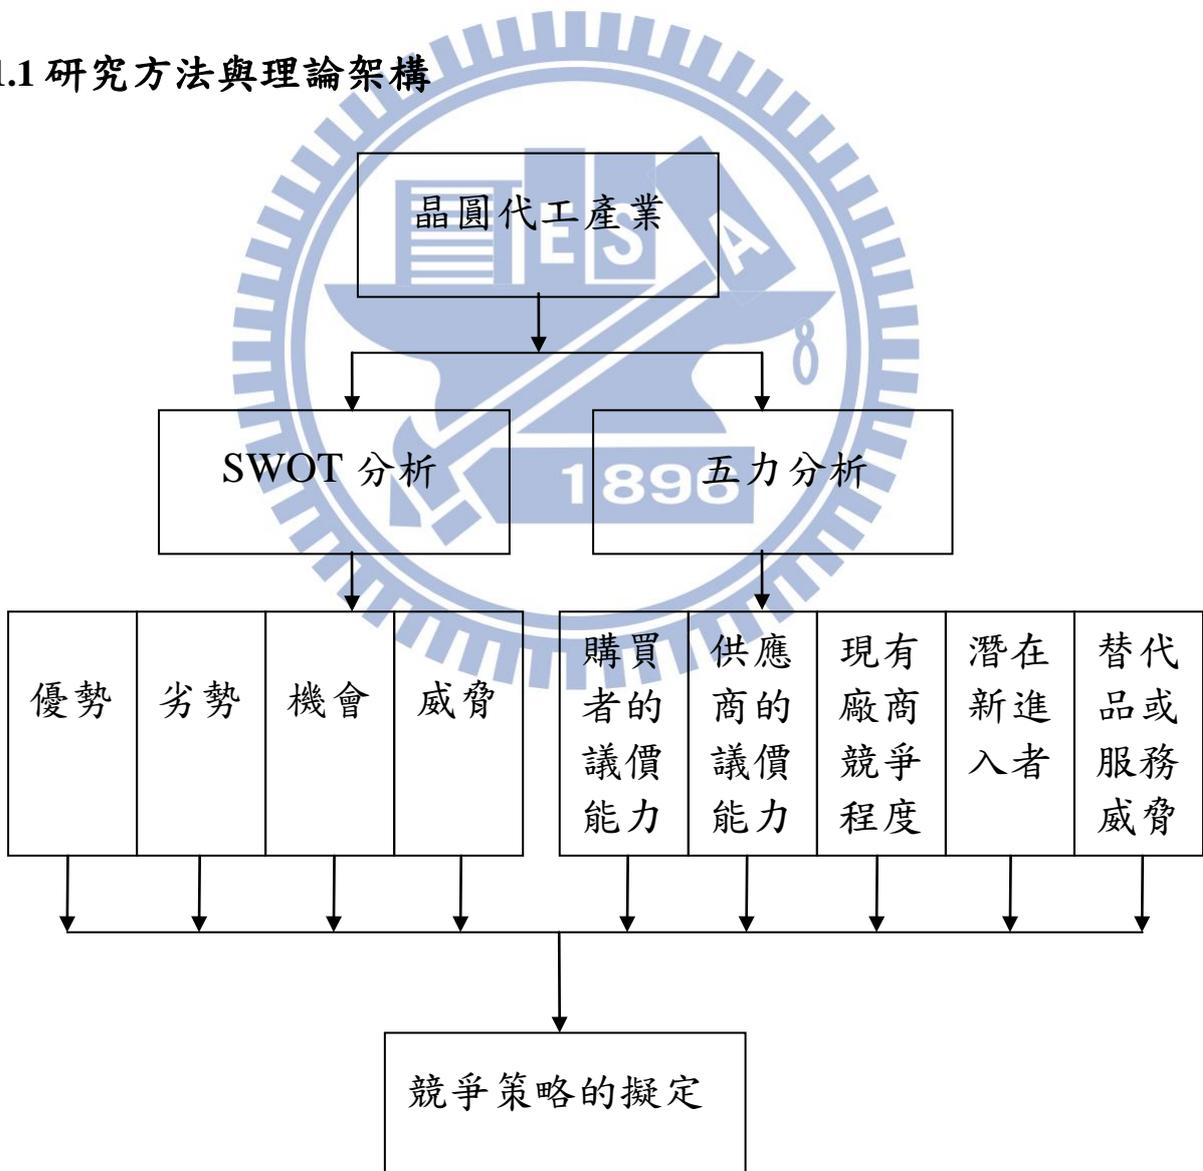 1.1 研究方法與理論架構
晶圓代工產業
E S A
SWOT 分析
五力分析
1896
優勢
劣勢
機會
威脅
購買
者的
議價
能力
供應
商的
議價
能力
現有
廠商
競爭
程度
潛在
新進
入者
替代
品或
服務
威脅
競爭策略的擬定